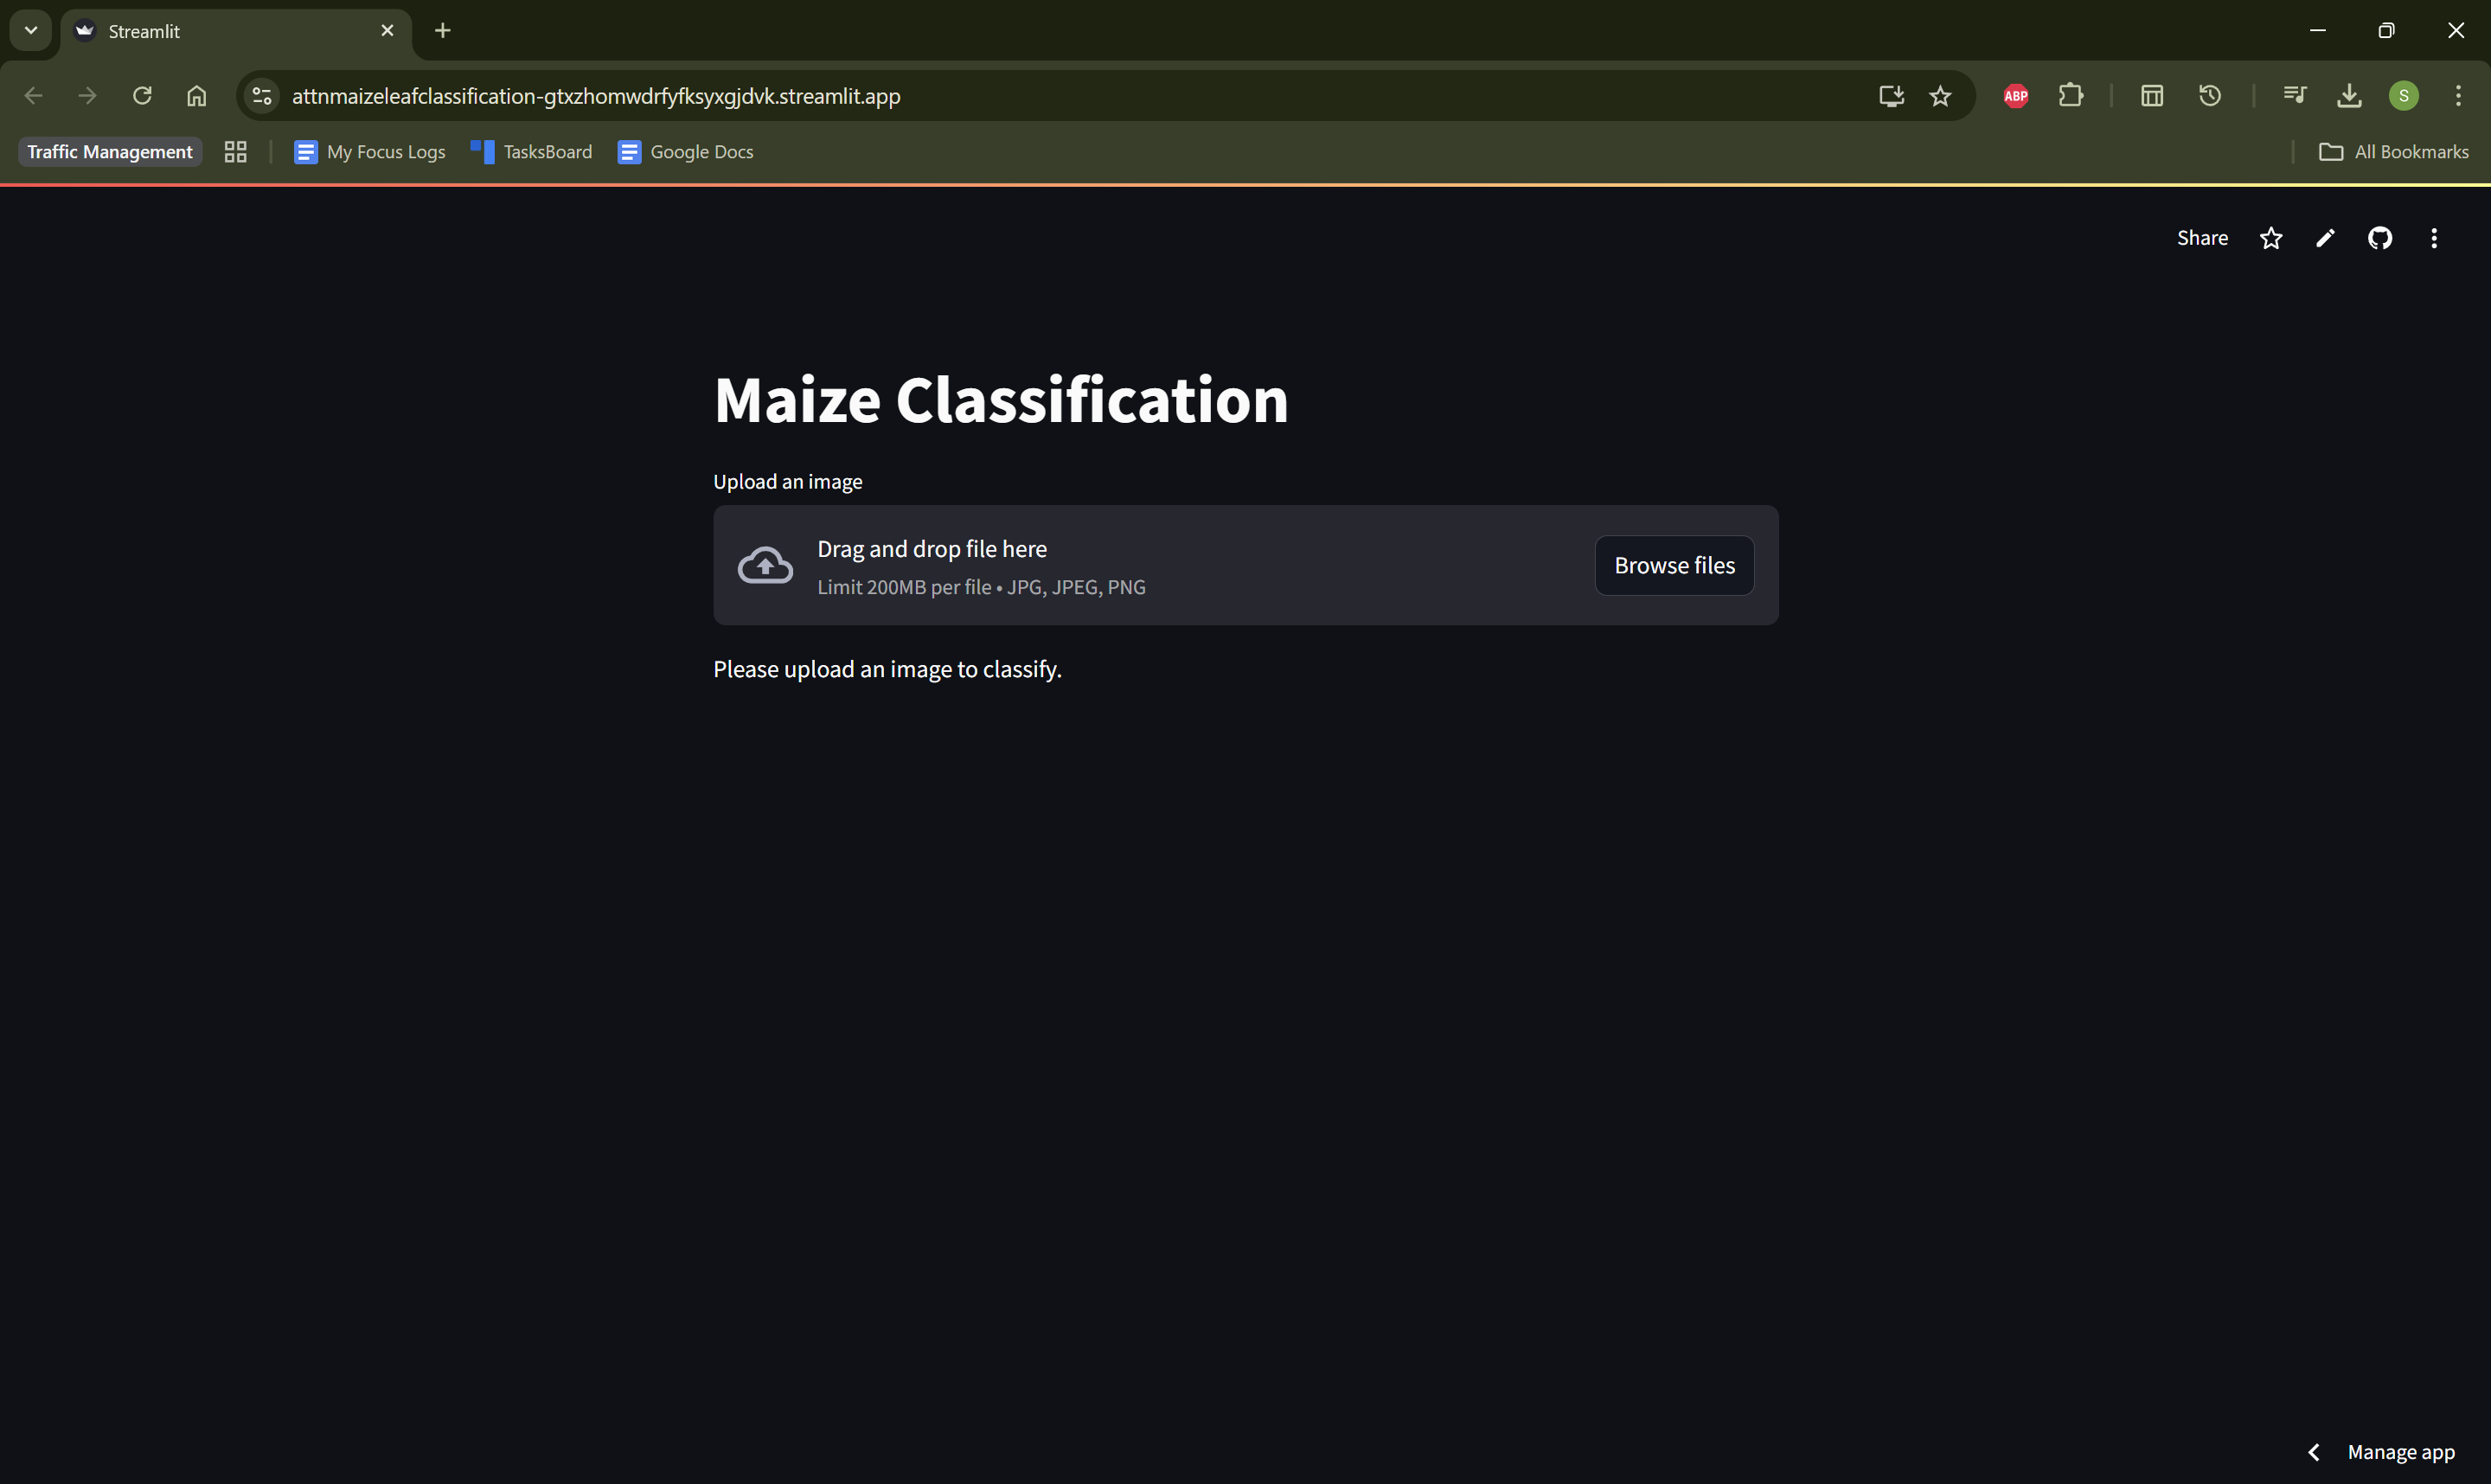 Streamlit
attnmaizeleafclassification-gtxzhomwdrfyfksyxgjdvk.streamlit.app
ABP
S
Traffic Management
My Focus Logs
TasksBoard
Google Docs
All Bookmarks
Share
Maize Classification
Upload an image
Drag and drop file here
Limit 200MB per file • JPG, JPEG, PNG
Browse files
Please upload an image to classify.
Manage app